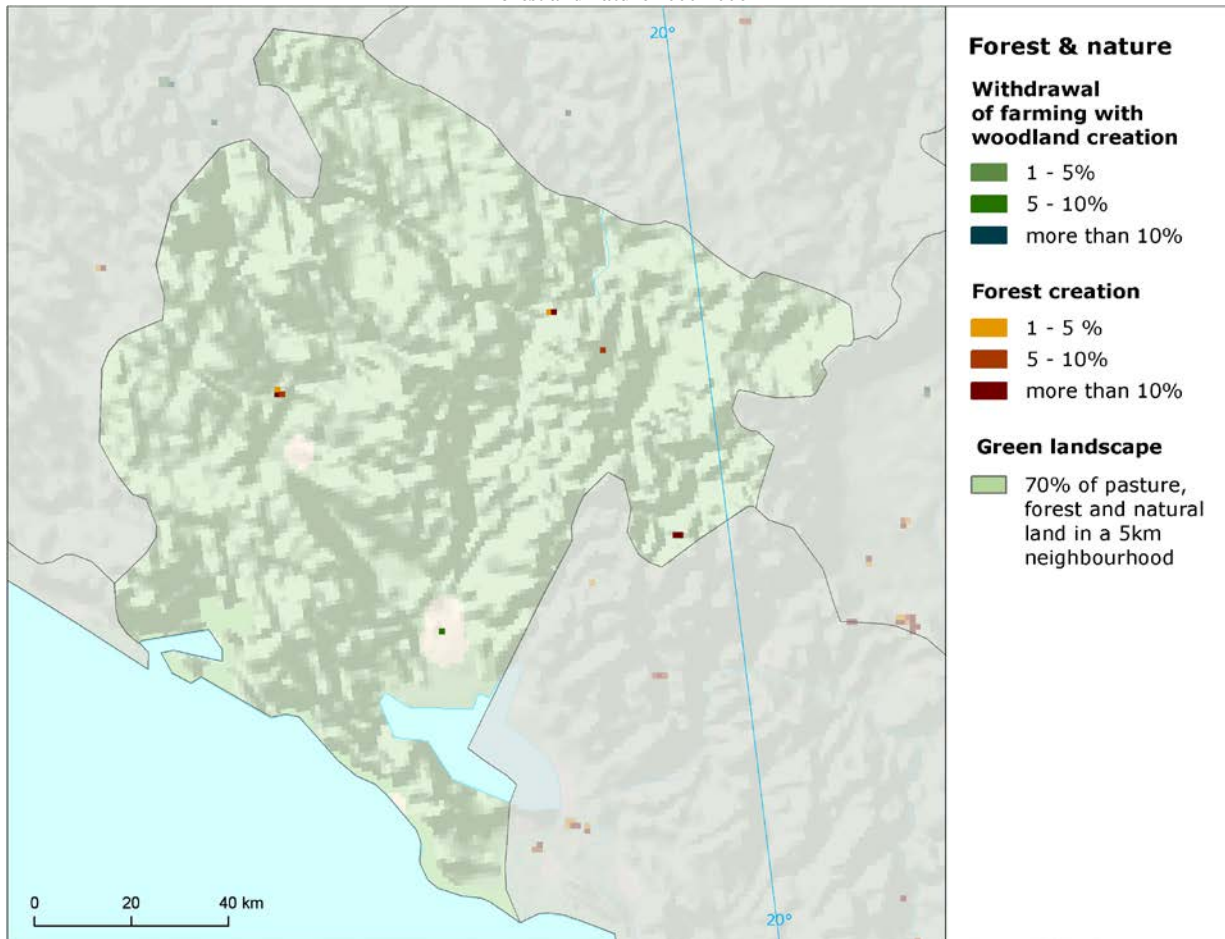 20°
Forest & nature
Withdrawal
of farming with
woodland creation
1 - 5%
5 - 10%
more than 10%
Forest creation
1 - 5 %
5 - 10%
more than 10%
Green landscape
70% of pasture,
forest and natural
land in a 5km
neighbourhood
0 20 40 km
20°